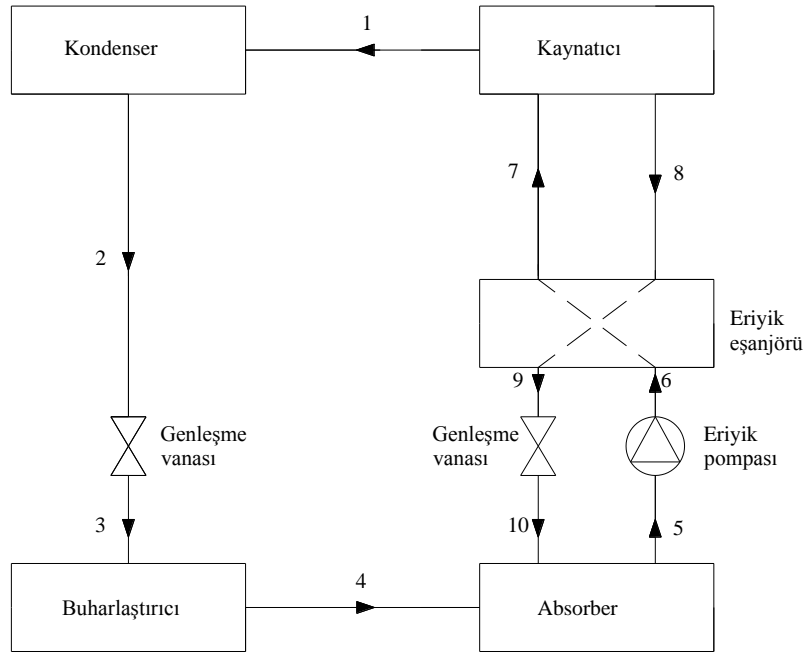 1
Kondenser
Kaynatıcı
7
8
2
Eriyik
eşanjörü
9
6
Genleşme
vanası
Genleşme
vanası
Eriyik
pompası
3
10
5
4
Buharlaştırıcı
Absorber